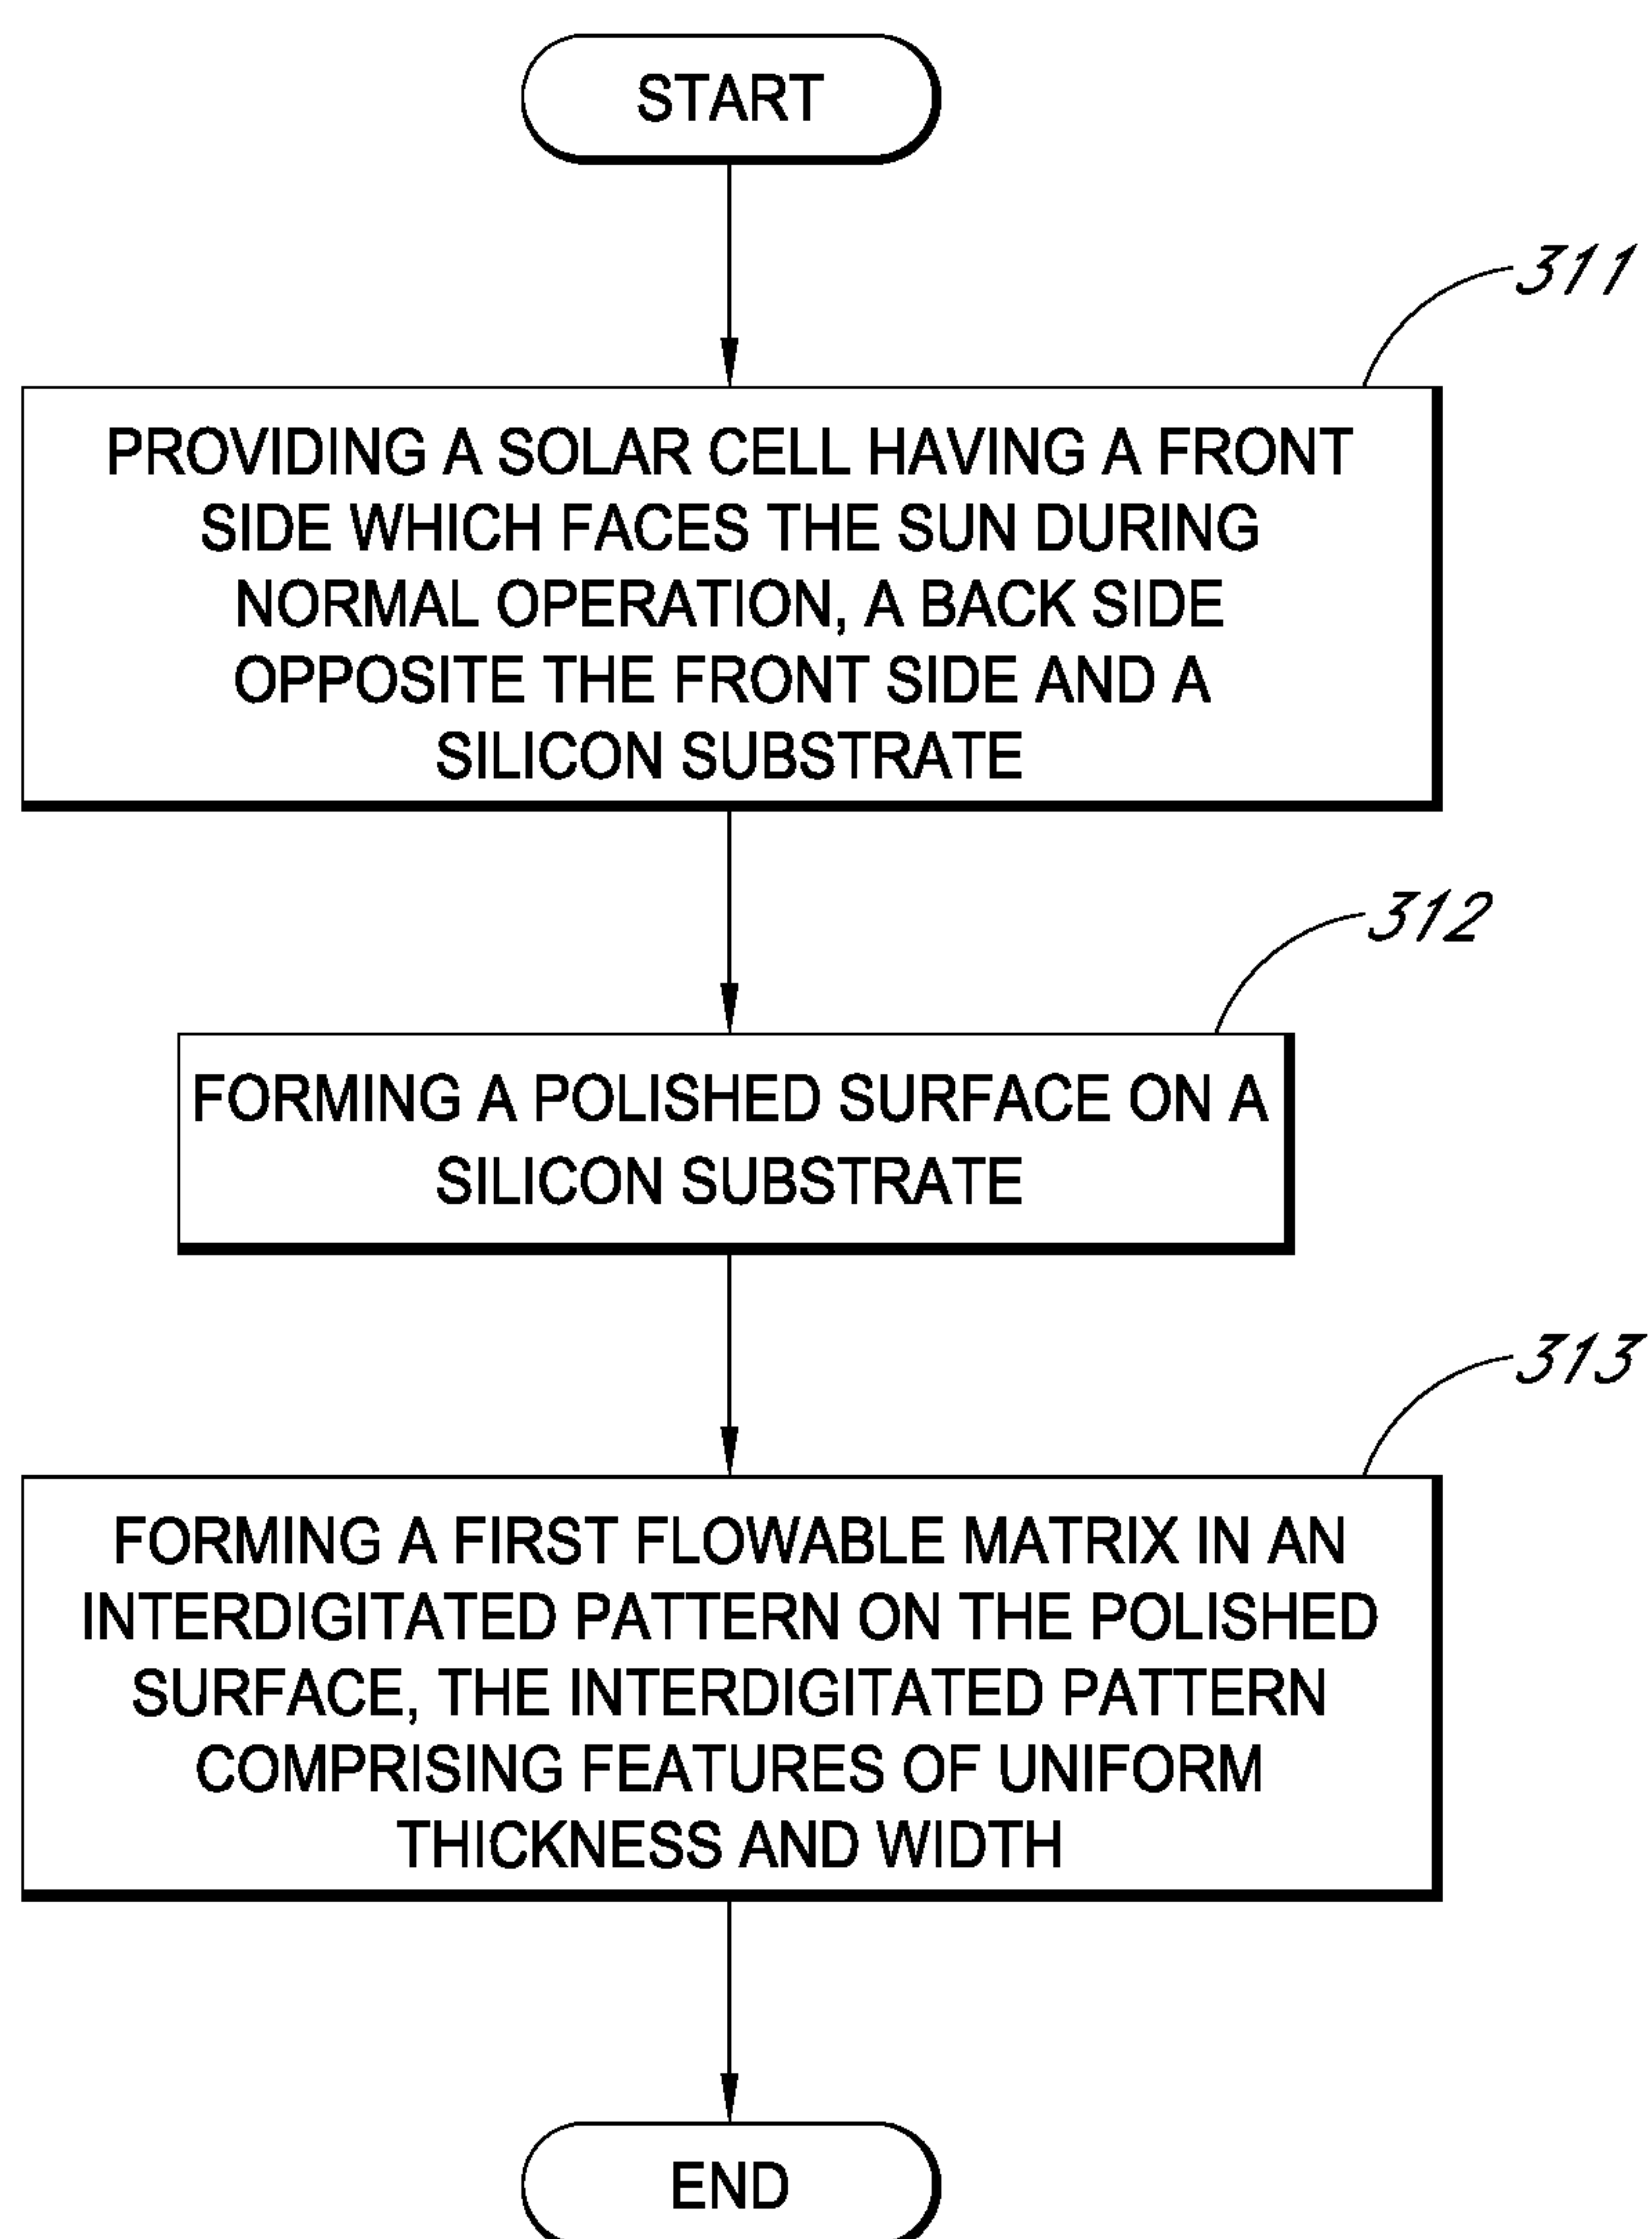 START
311
PROVIDING A SOLAR CELL HAVING A FRONT
SIDE WHICH FACES THE SUN DURING
NORMAL OPERATION, A BACK SIDE
OPPOSITE THE FRONT SIDE AND A
SILICON SUBSTRATE
312
FORMING A POLISHED SURFACE ON A
SILICON SUBSTRATE
313
FORMING A FIRST FLOWABLE MATRIX IN AN
INTERDIGITATED PATTERN ON THE POLISHED
SURFACE, THE INTERDIGITATED PATTERN
COMPRISING FEATURES OF UNIFORM
THICKNESS AND WIDTH
END